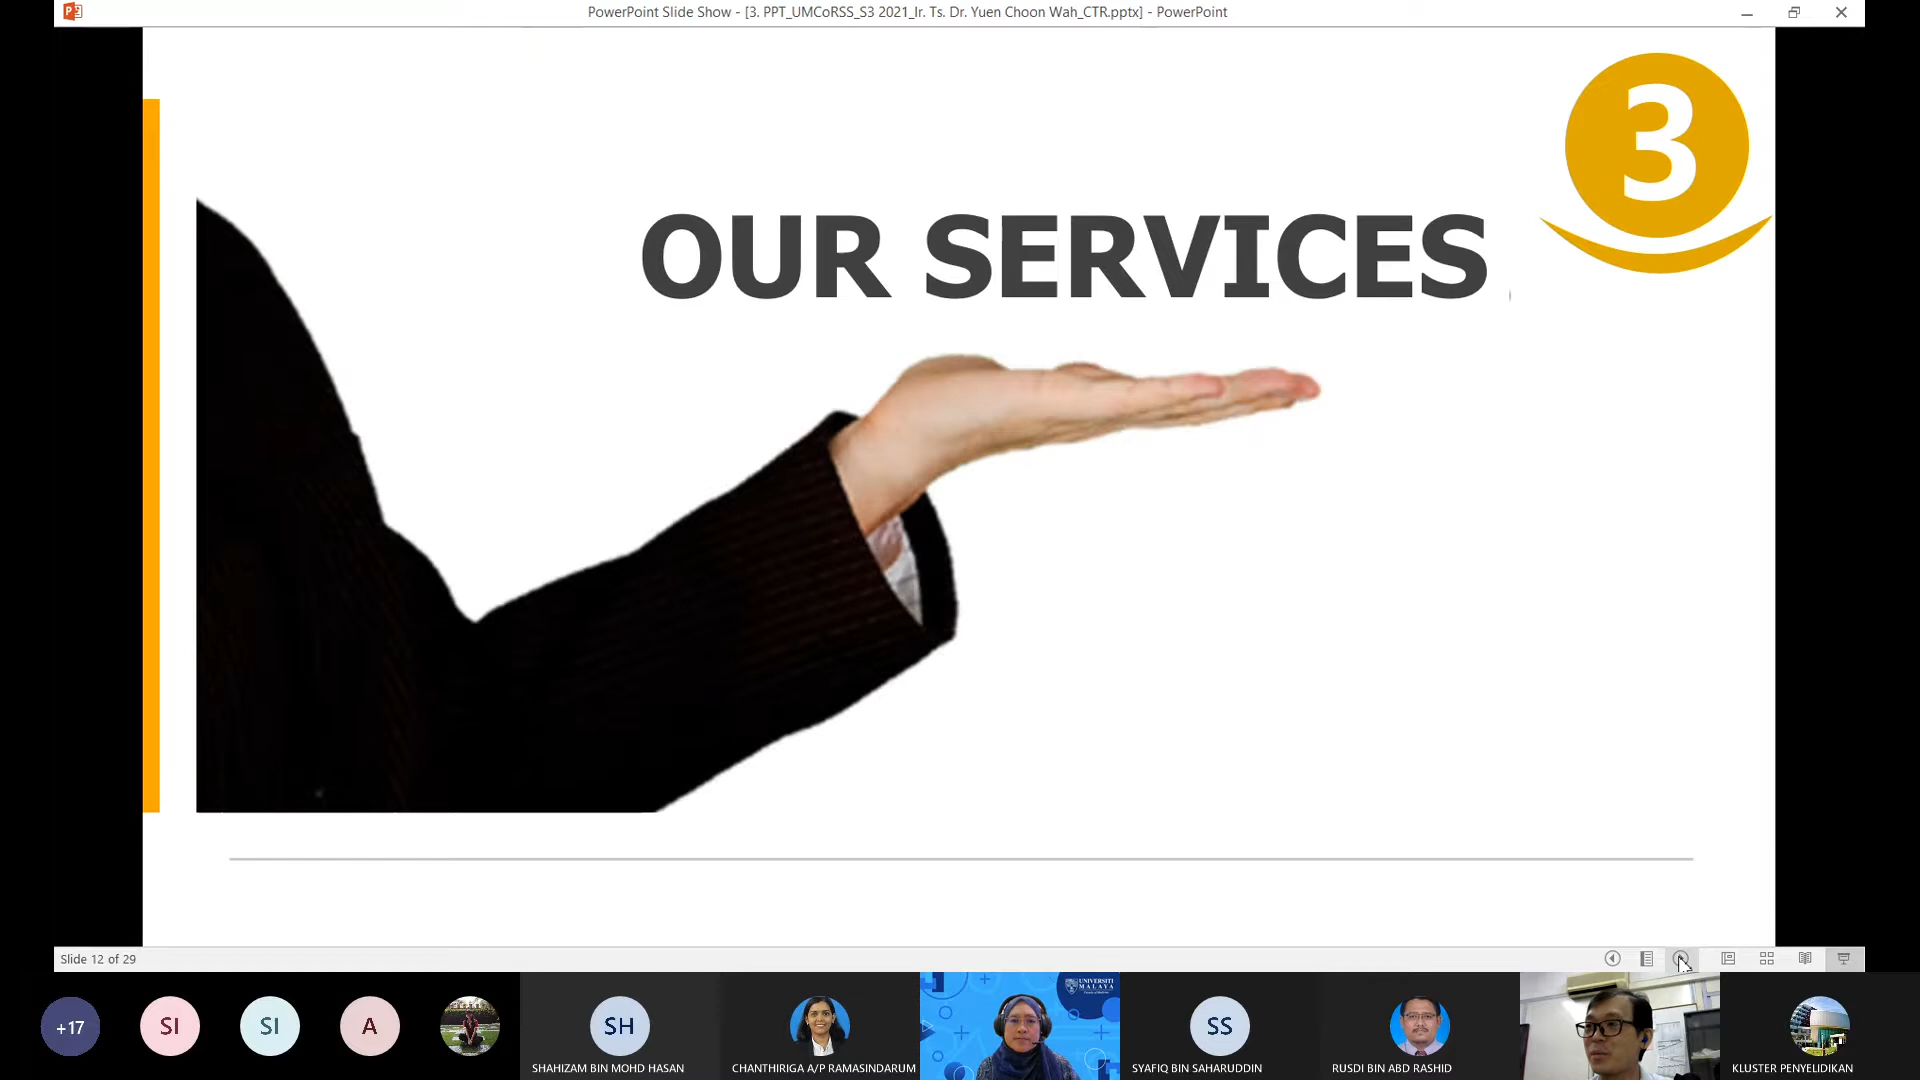 PowerPoint Slide Show - [3. PPT_UMCoRSS_S3 2021_Ir. Ts. Dr. Yuen Choon Wah_CTR.pptx] - PowerPoint
3
OUR SERVICES
Slide 12 of 29
UNIVERSITI
MALAYA
+17
SI
SI
A
SH
SS
SHAHIZAM BIN MOHD HASAN
CHANTHIRIGA A/P RAMASINDARUM
SYAFIQ BIN SAHARUDDIN
RUSDI BIN ABD RASHID
KLUSTER PENYELIDIKAN